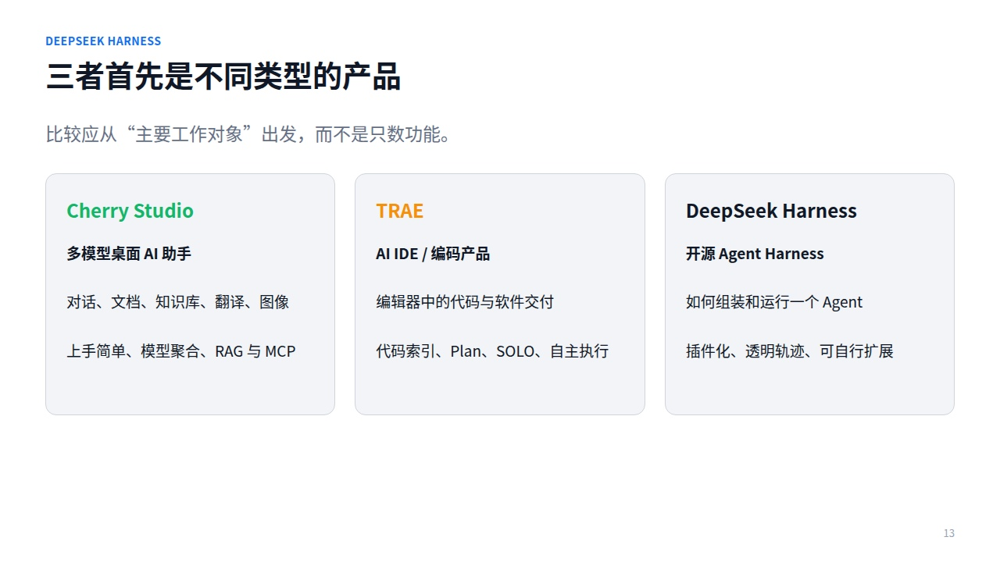 DEEPSEEK HARNESS
三者首先是不同类型的产品
比较应从“主要工作对象”出发，而不是只数功能。
Cherry Studio
多模型桌面 AI 助手
对话、文档、知识库、翻译、图像
上手简单、模型聚合、RAG 与 MCP
TRAE
AI IDE / 编码产品
编辑器中的代码与软件交付
代码索引、Plan、SOLO、自主执行
DeepSeek Harness
开源 Agent Harness
如何组装和运行一个 Agent
插件化、透明轨迹、可自行扩展
13